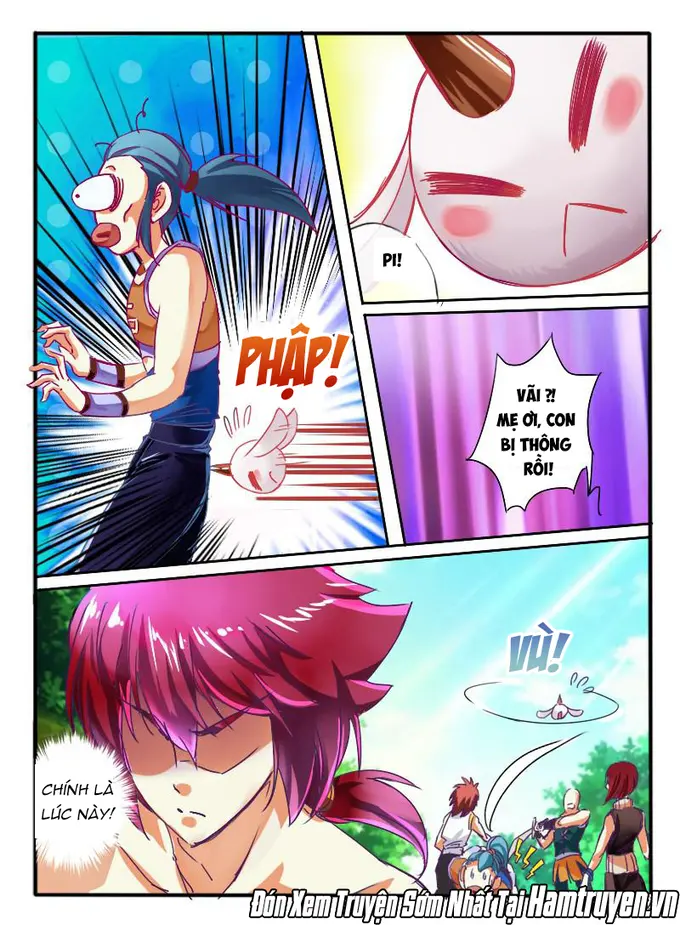 PI!
PHẬP!
VÃI ?!
MẸ ƠI, CON
BỊ THÔNG
RỒI!
VÙ!
CHÍNH LÀ
LÚC NÀY!
Đón Xem Truyện Sớm Nhất Tại Hamtruyen.vn